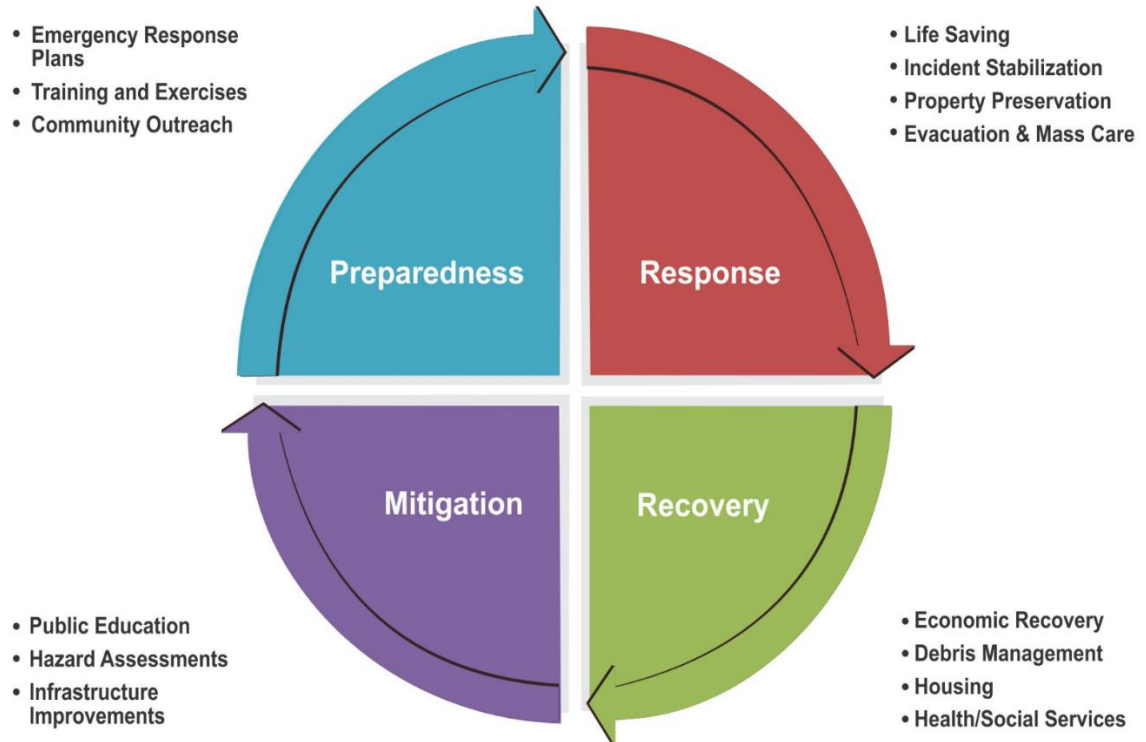 • Emergency Response
Plans
• Training and Exercises
• Community Outreach
• Life Saving
• Incident Stabilization
• Property Preservation
• Evacuation & Mass Care
Preparedness
Response
Mitigation
Recovery
• Public Education
• Hazard Assessments
• Infrastructure
Improvements
• Economic Recovery
• Debris Management
• Housing
• Health/Social Services